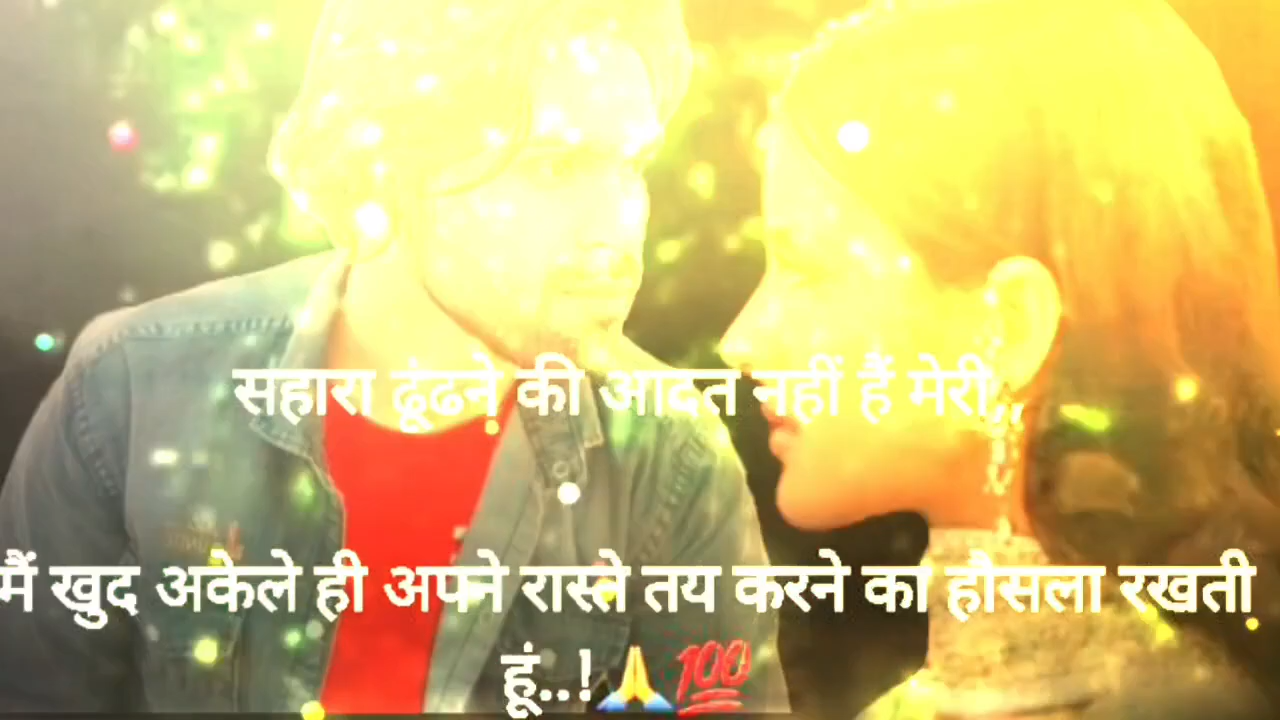 सहारा ढूंढने की आदत नहीं हैं मेरी,,
मैं खुद अकेले ही अपने रास्ते तय करने का हौसला रखती
हूं..!🙏💯